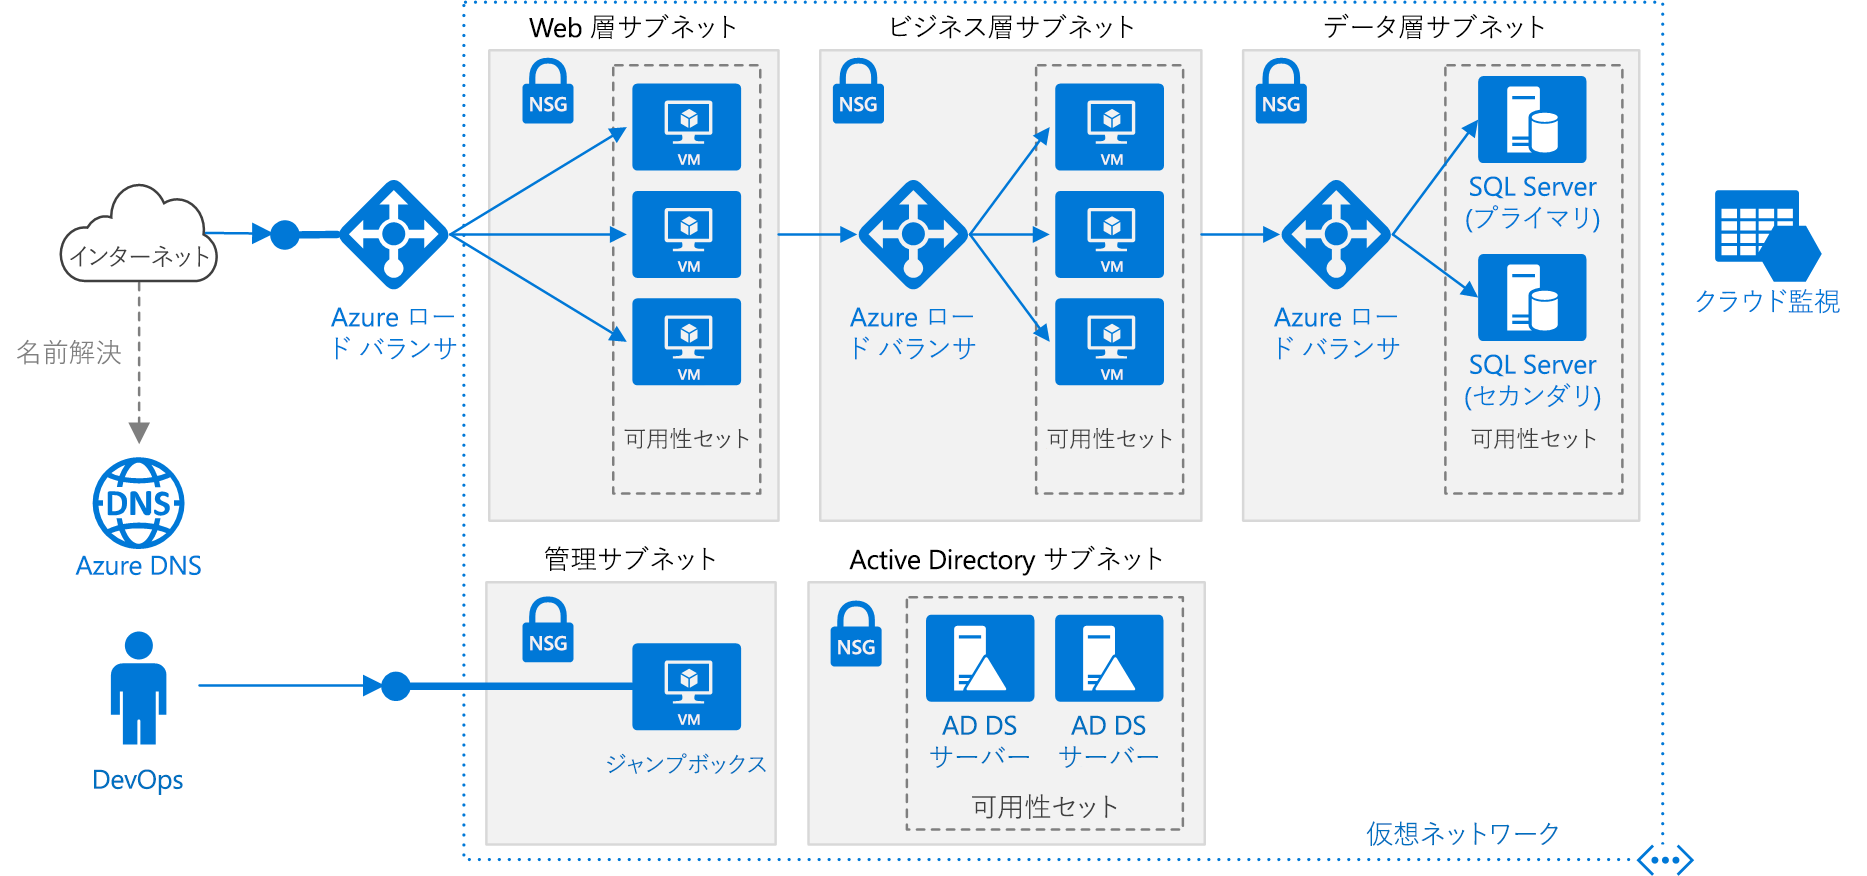 Web 層サブネット
ビジネス層サブネット
データ層サブネット
NSG
NSG
NSG
VM
VM
VM
VM
VM
VM
SQL Server
(プライマリ)
SQL Server
(セカンダリ)
インターネット
Azure ロー
ド バランサ
Azure ロー
ド バランサ
Azure ロー
ド バランサ
クラウド監視
名前解決
可用性セット
可用性セット
可用性セット
DNS
Azure DNS
管理サブネット
Active Directory サブネット
NSG
NSG
VM
ジャンプボックス
AD DS
サーバー
AD DS
サーバー
可用性セット
DevOps
仮想ネットワーク